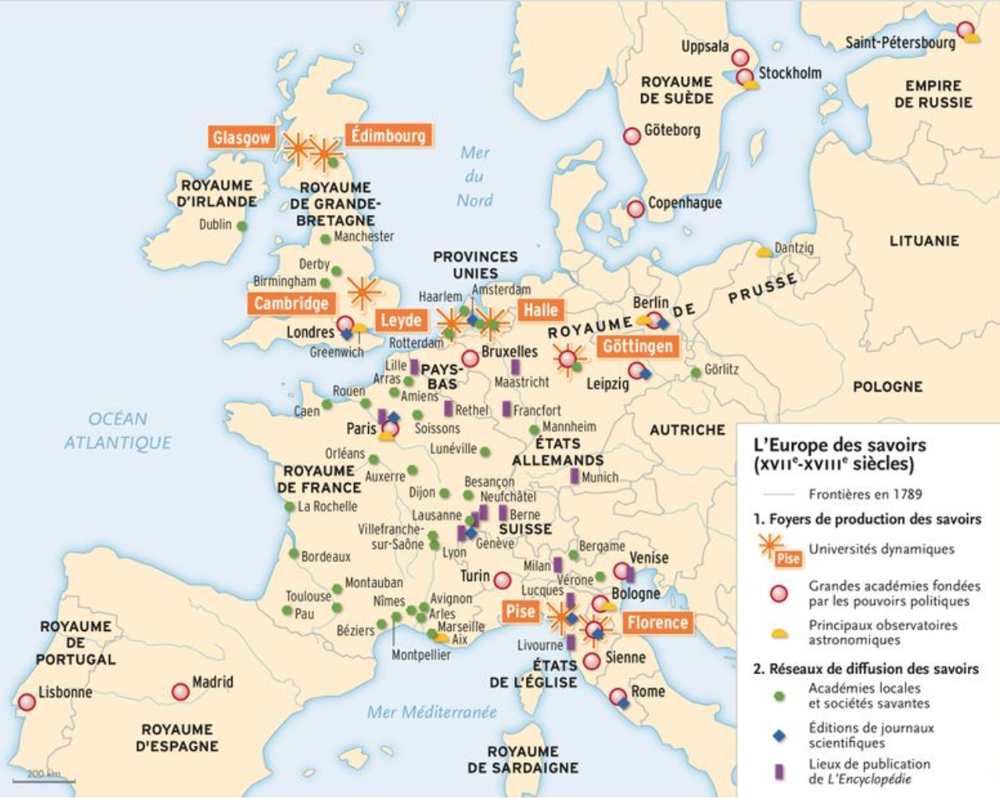 Uppsala
Saint-Pétersbourg
Stockholm
ROYAUME
DE SUÈDE
EMPIRE
DE RUSSIE
Göteborg
Glasgow
Édimbourg
Mer
du
Nord
ROYAUME
D'IRLANDE
ROYAUME
DE GRANDE-
BRETAGNE
Copenhague
Dublin
Manchester
LITUANIE
Dantzig
PROVINCES
UNIES
Derby
Birmingham
PRUSSE
Haarlem
Amsterdam
Cambridge
Leyde
Halle
Berlin
ROYAUME DE
Londres
Greenwich
Rotterdam
Göttingen
Bruxelles
Lille
PAYS-
BAS
Maastricht
Leipzig
Görlitz
Arras
Rouen
Amiens
POLOGNE
Caen
Rethel
Francfort
OCÉAN
ATLANTIQUE
Paris
Soissons
Mannheim
AUTRICHE
ÉTATS
ALLEMANDS
Orléans
Lunéville
ROYAUME
DE FRANCE
Auxerre
Munich
Besançon
Dijon
Neufchâtel
La Rochelle
Lausanne
Berne
SUISSE
Villefranche-
sur-Saône
Genève
Lyon
Bordeaux
Bergame
Venise
Milan
Turin
Vérone
Montauban
Lucques
Bologne
Toulouse
Pau
Nîmes
Avignon
Arles
Pise
Florence
Béziers
Marseille
Aix
Montpellier
Livourne
Sienne
ROYAUME
DE
PORTUGAL
ÉTATS
DE L'ÉGLISE
Lisbonne
Madrid
Rome
Mer Méditerranée
ROYAUME
D'ESPAGNE
ROYAUME
DE SARDAIGNE
200 km
L'Europe des savoirs
(XVIIe-XVIIIe siècles)
Frontières en 1789
1. Foyers de production des savoirs
Universités dynamiques
Pise
Grandes académies fondées
par les pouvoirs politiques
Principaux observatoires
astronomiques
2. Réseaux de diffusion des savoirs
Académies locales
et sociétés savantes
Éditions de journaux
scientifiques
Lieux de publication
de L'Encyclopédie